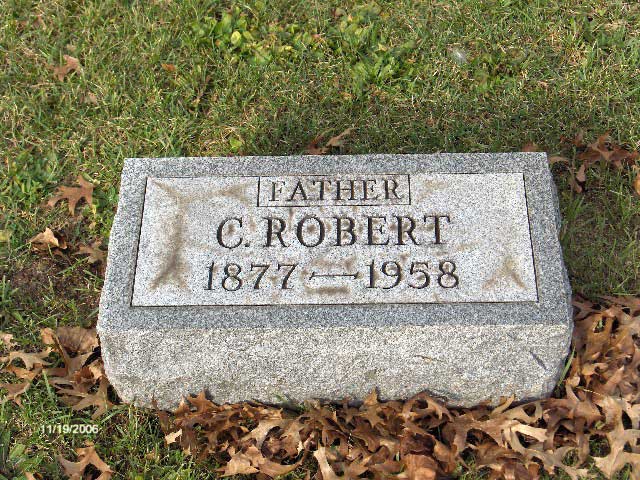 FATHER
C. ROBERT
1877 — 1958
11/19/2006